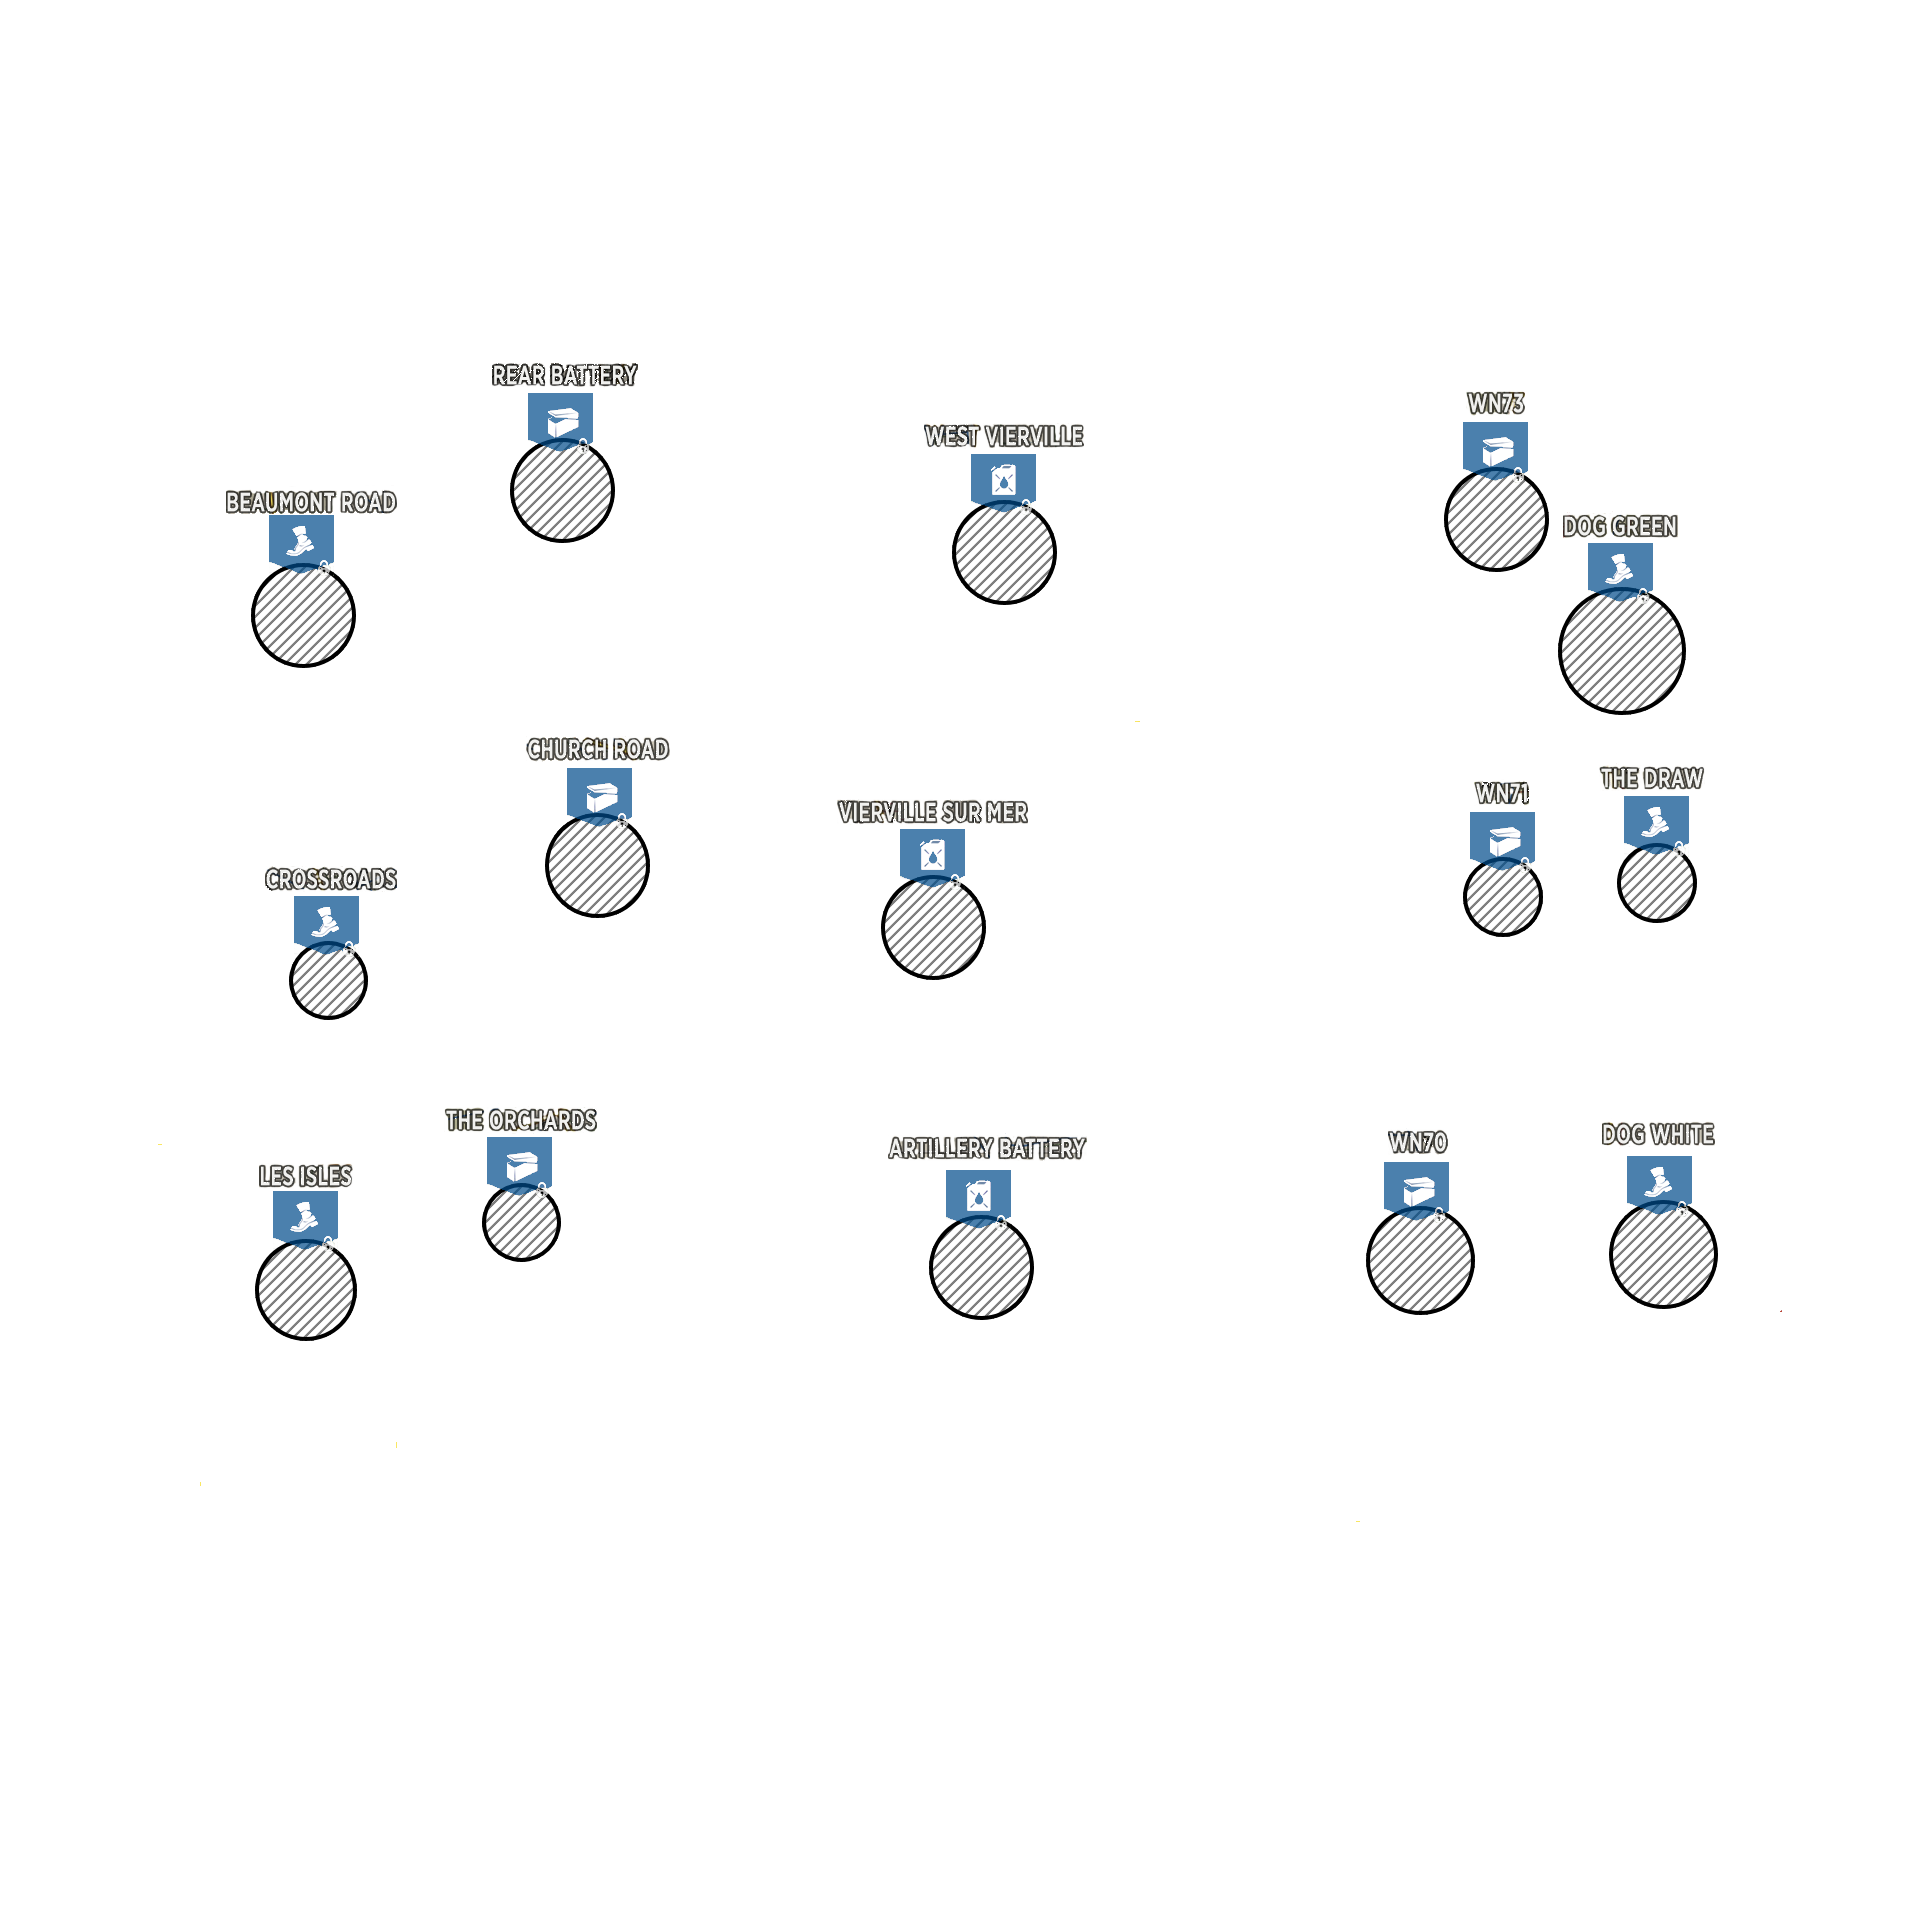 REAR BATTERY
WN73
WEST VIERVILLE
BEAUMONT ROAD
DOG GREEN
CHURCH ROAD
THE DRAW
WN71
VIERVILLE SUR MER
CROSSROADS
THE ORCHARDS
DOG WHITE
WN70
ARTILLERY BATTERY
LES ISLES